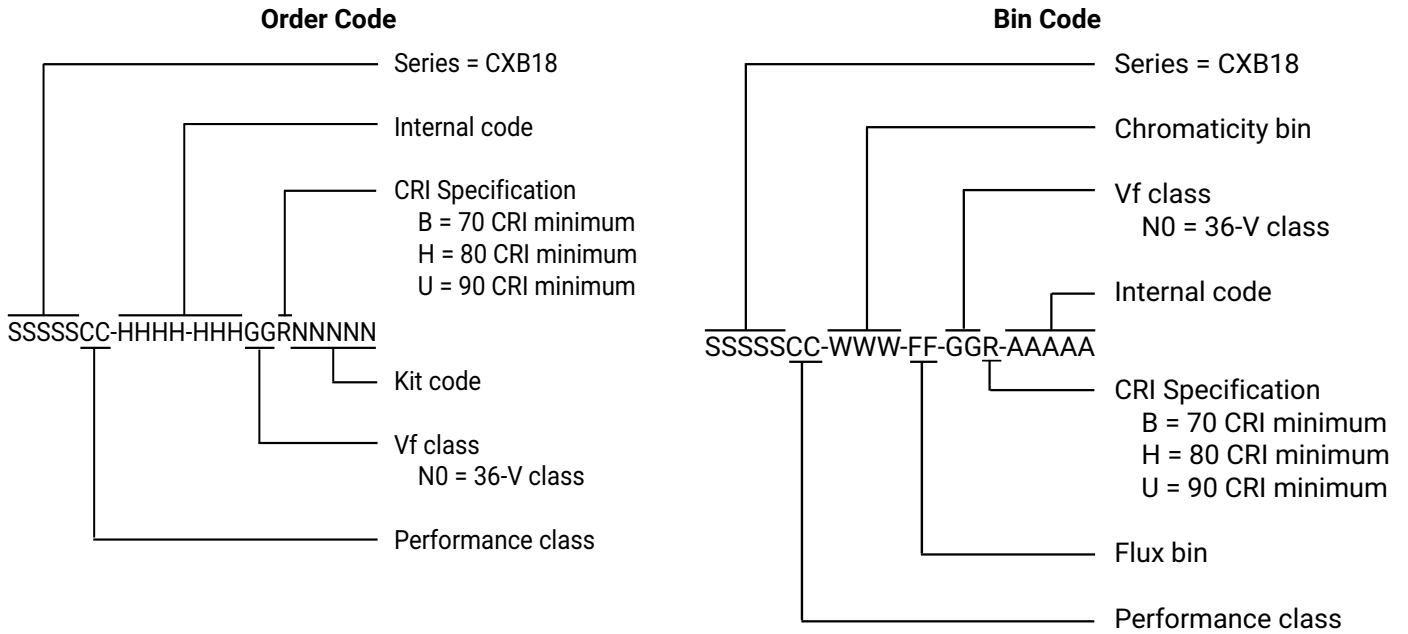 Order Code
Series = CXB18
Internal code
CRI Specification
B = 70 CRI minimum
H = 80 CRI minimum
U = 90 CRI minimum
SSSSSCC-HHHH-HHHGGRNNNNN
Kit code
Vf class
N0 = 36-V class
Performance class
Bin Code
Series = CXB18
Chromaticity bin
Vf class
N0 = 36-V class
Internal code
SSSSSCC-WWW-FF-GGR-AAAAA
CRI Specification
B = 70 CRI minimum
H = 80 CRI minimum
U = 90 CRI minimum
Flux bin
Performance class